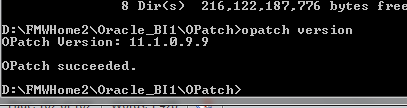 8 Dir(s) 216,122,187,776 bytes free
D:\FMWHome2\Oracle_BI1\OPatch>opatch version
OPatch Version: 11.1.0.9.9
OPatch succeeded.
D:\FMWHome2\Oracle_BI1\OPatch>